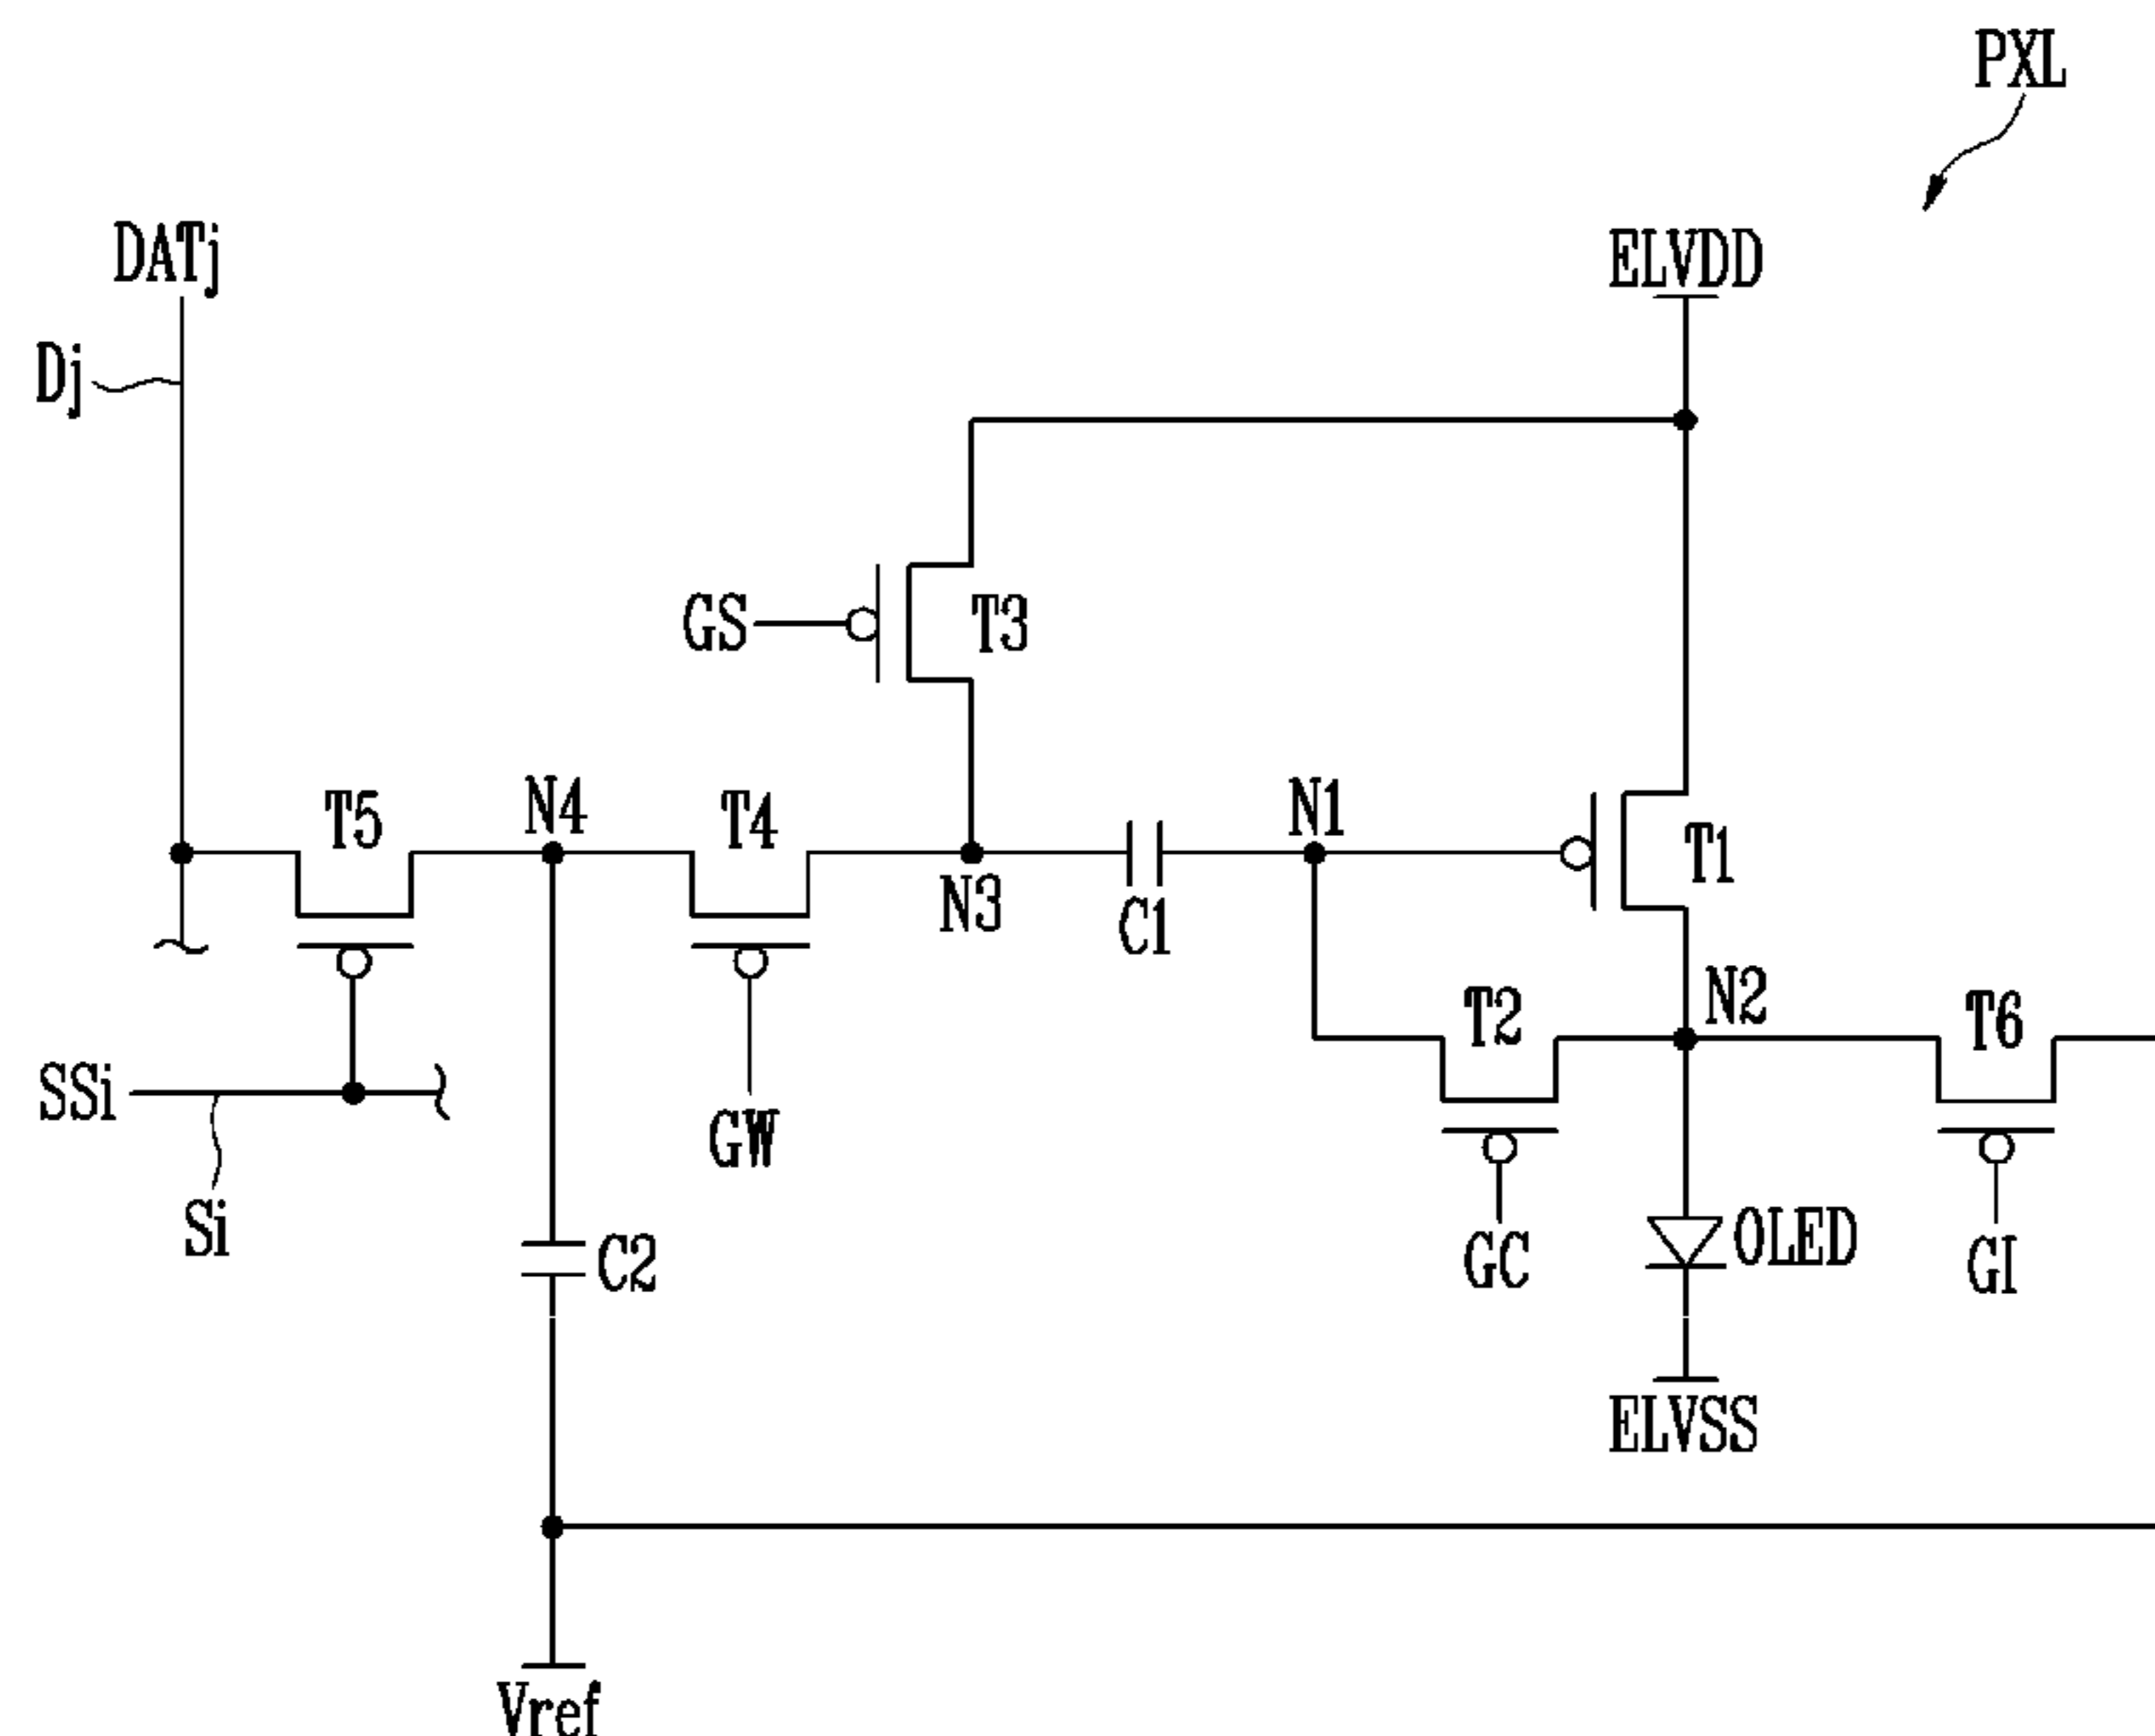 PXL
DATj
ELVDD
Dj
GS
T3
T5
N4
T4
N1
T1
N3
C1
N2
T2
T6
SSi
GW
Si
C2
GC
OLED
GI
ELVSS
Vref